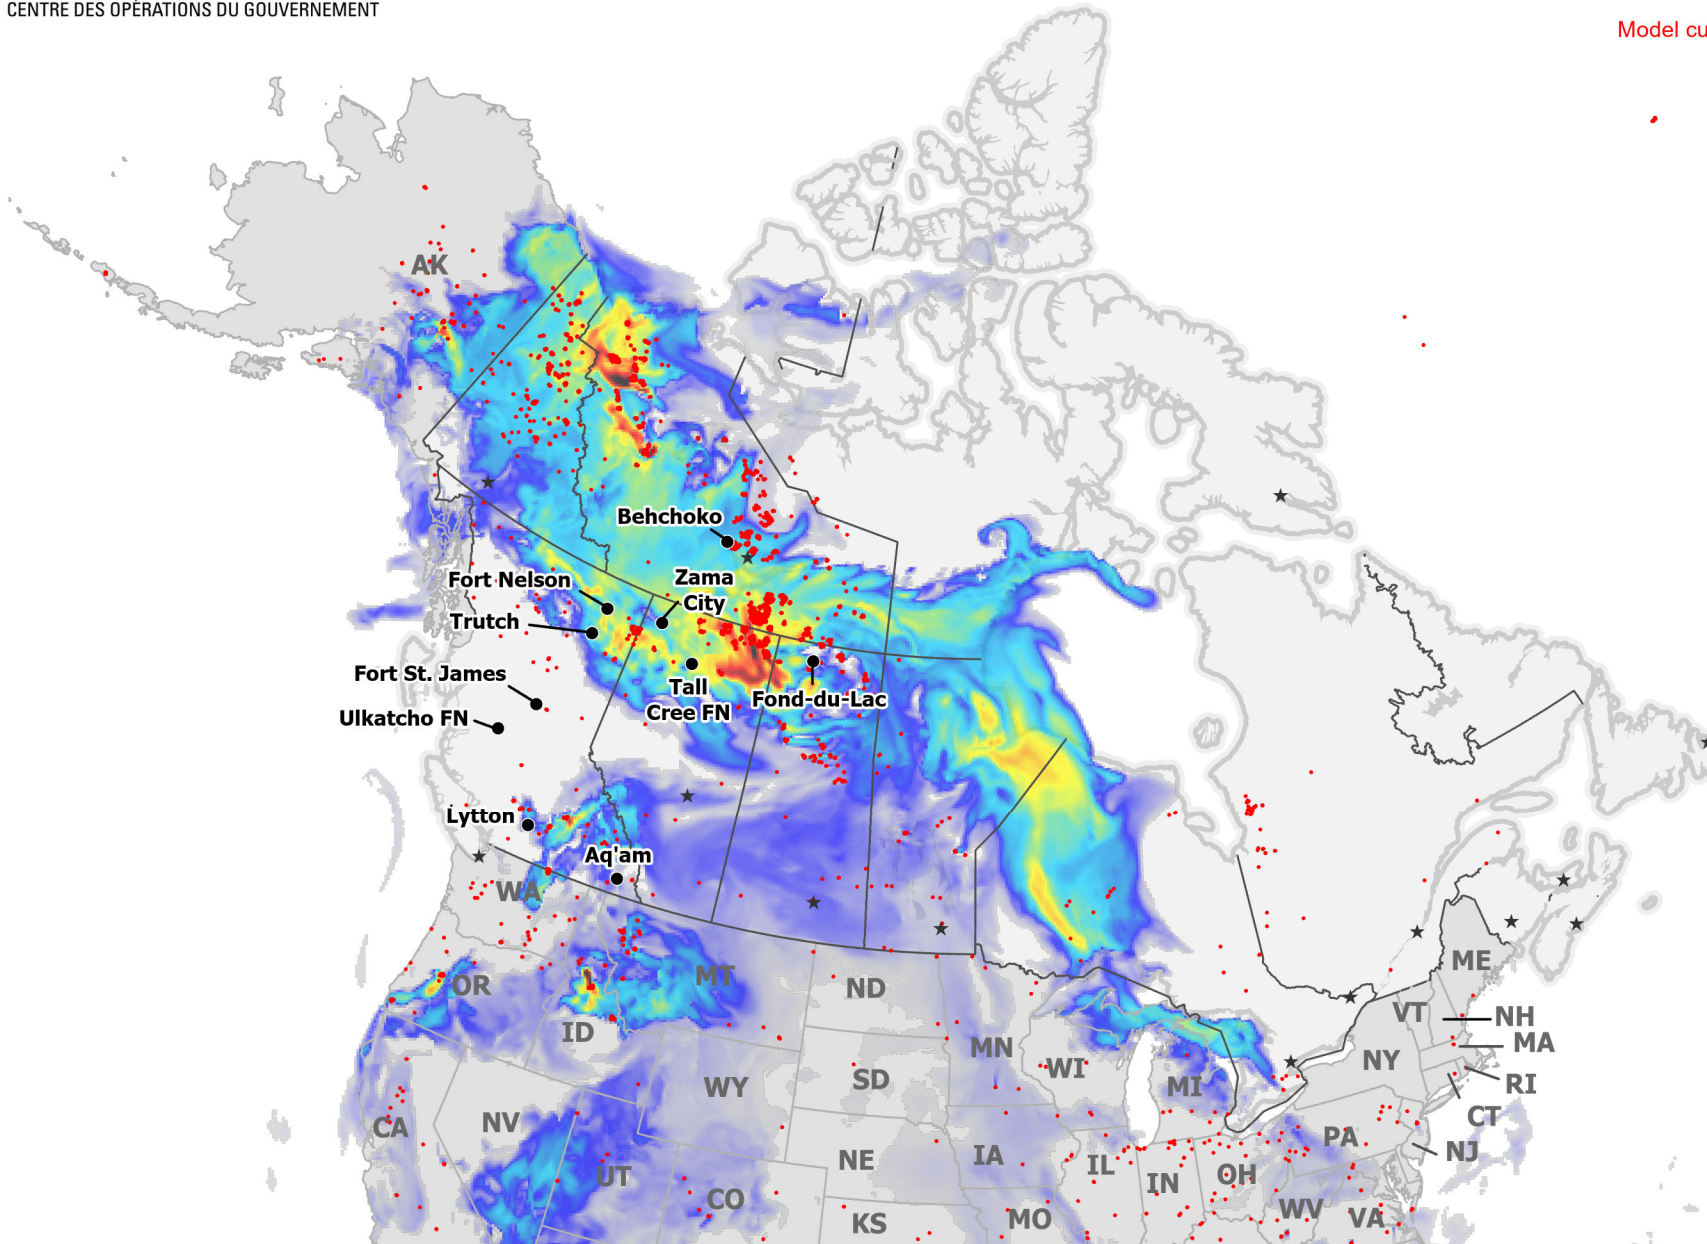 CENTRE DES OPÉRATIONS DU GOUVERNEMENT
Model cu
AK
Behchoko
Fort Nelson
Zama
City
Trutch
Fort St. James
Tall
Cree FN
Fond-du-Lac
Ulkatcho FN
Lytton
Aq'am
WA
ME
OR
MT
ND
VT
NH
ID
MN
MA
WI
NY
SD
WY
MI
RI
CT
NV
CA
PA
NJ
NE
IA
IL
UT
IN
OH
CO
WV
VA
MO
KS